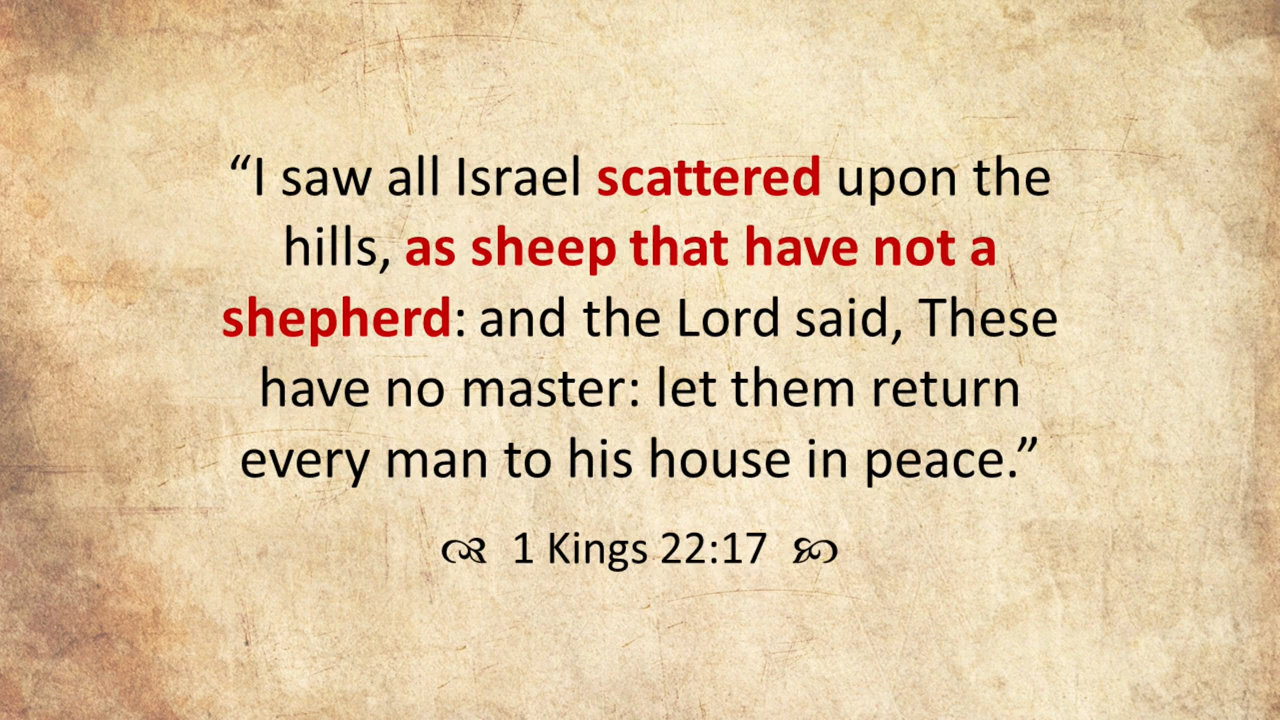 “I saw all Israel scattered upon the
hills, as sheep that have not a
shepherd: and the Lord said, These
have no master: let them return
every man to his house in peace.”
1 Kings 22:17